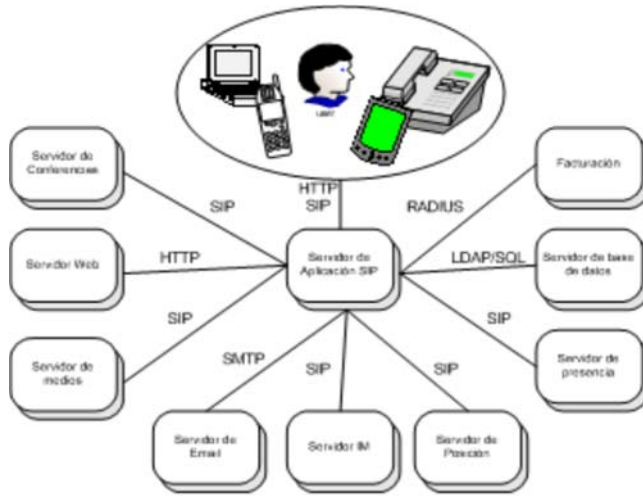 user
Servidor de
Conferencias
Facturación
HTTP
SIP
SIP
RADIUS
Servidor Web
HTTP
Servidor de
Aplicación SIP
LDAP/SQL
Servidor de base
de datos
SIP
SIP
Servidor de
medios
SMTP
SIP
SIP
Servidor de
presencia
Servidor de
Email
Servidor IM
Servidor de
Posición